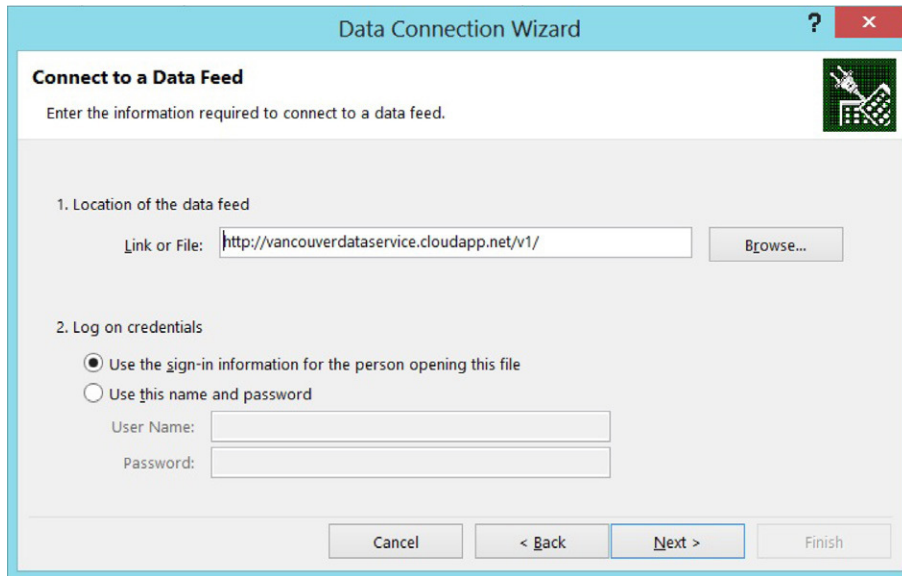 Data Connection Wizard
?
Connect to a Data Feed
Enter the information required to connect to a data feed.
1. Location of the data feed
Link or File: http://vancouverdataservice.cloudapp.net/v1/ Browse...
2. Log on credentials
Use the sign-in information for the person opening this file
Use this name and password
User Name:
Password:
Cancel < Back Next > Finish